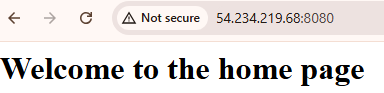 Not secure 54.234.219.68:8080
Welcome to the home page